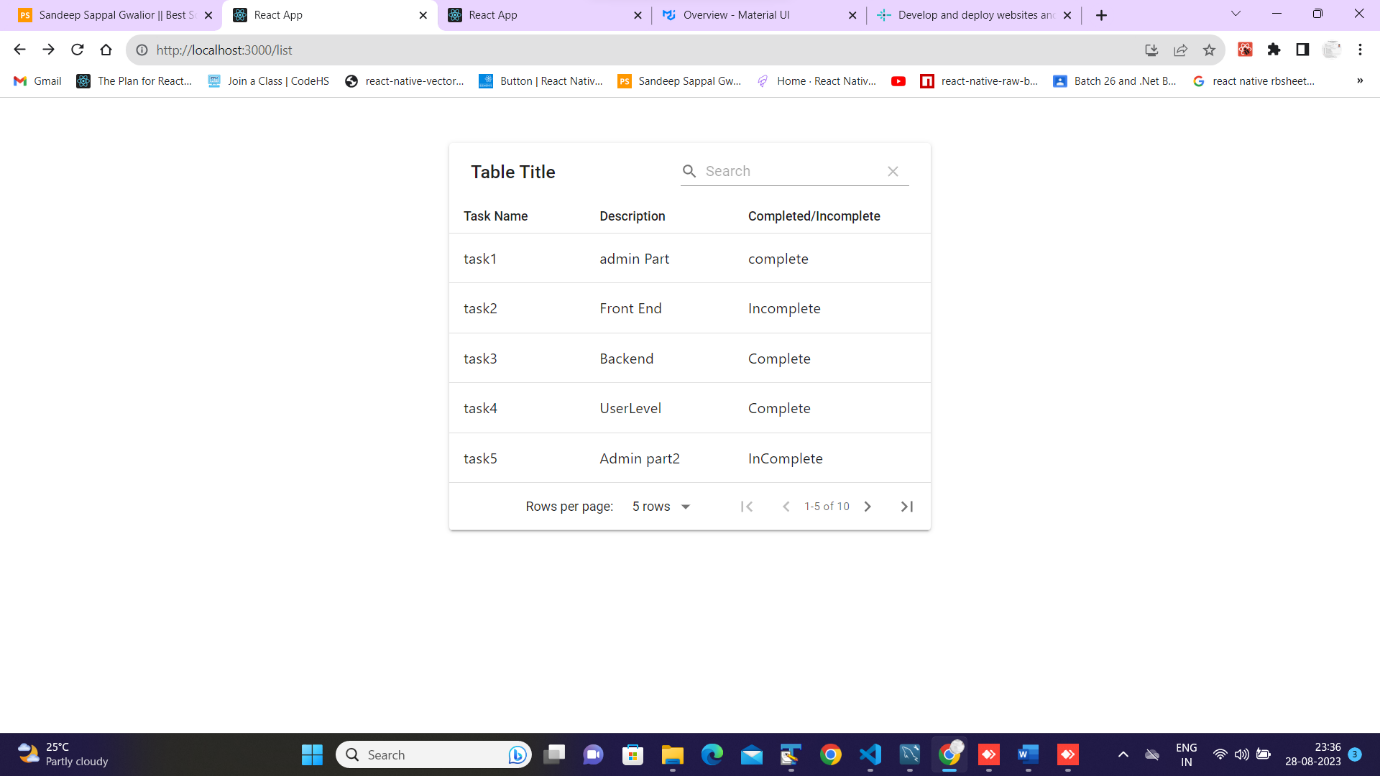 Sandeep Sappal Gwalior || Best S
React App
React App
Overview - Material UI
Develop and deploy websites an
http://localhost:3000/list
Gmail
The Plan for React...
Join a Class | CodeHS
react-native-vector...
Button | React Nativ...
Sandeep Sappal Gw...
Home · React Nativ...
react-native-raw-b...
Batch 26 and .Net B...
react native rbsheet...
»
Table Title
Search
Task Name Description Completed/Incomplete
task1 admin Part complete
task2 Front End Incomplete
task3 Backend Complete
task4 UserLevel Complete
task5 Admin part2 InComplete
Rows per page: 5 rows 1-5 of 10
25°C
Partly cloudy
Search
ENG
IN
23:36
28-08-2023
3